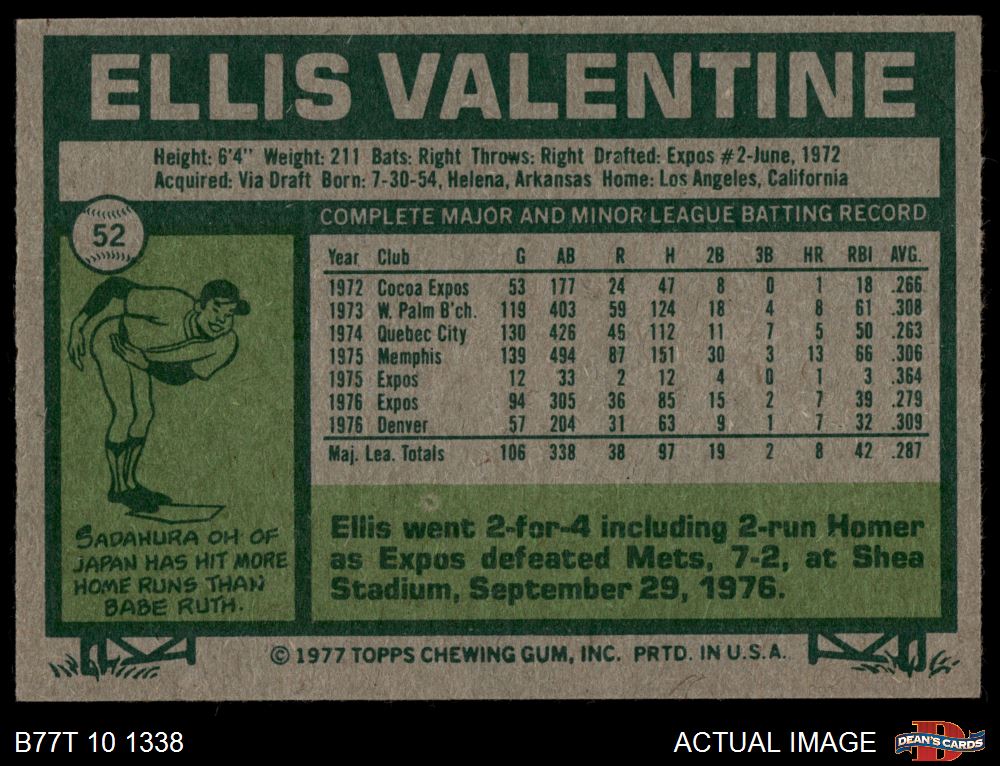 ELLIS VALENTINE
Height: 6'4" Weight: 211 Bats: Right Throws: Right Drafted: Expos #2-June, 1972
Acquired: Via Draft Born: 7-30-54, Helena, Arkansas Home: Los Angeles, California
52
COMPLETE MAJOR AND MINOR LEAGUE BATTING RECORD
Year Club G AB R H 2B 3B HR RBI AVG.
1972 Cocoa Expos 53 177 24 47 8 0 1 18 .266
1973 W. Palm B'ch. 119 403 59 124 18 4 8 61 .308
1974 Quebec City 130 426 45 112 11 7 5 50 .263
1975 Memphis 139 494 87 151 30 3 13 66 .306
1975 Expos 12 33 2 12 4 0 1 3 .364
1976 Expos 94 305 36 85 15 2 7 39 .279
1976 Denver 57 204 31 63 9 1 7 32 .309
Maj. Lea. Totals 106 338 38 97 19 2 8 42 .287
SADAHURA OH OF
JAPAN HAS HIT MORE
HOME RUNS THAN
BABE RUTH.
Ellis went 2-for-4 including 2-run Homer
as Expos defeated Mets, 7-2, at Shea
Stadium, September 29, 1976.
© 1977 TOPPS CHEWING GUM, INC. PRTD. IN U.S.A.
B77T 10 1338
ACTUAL IMAGE
DEAN'S CARDS